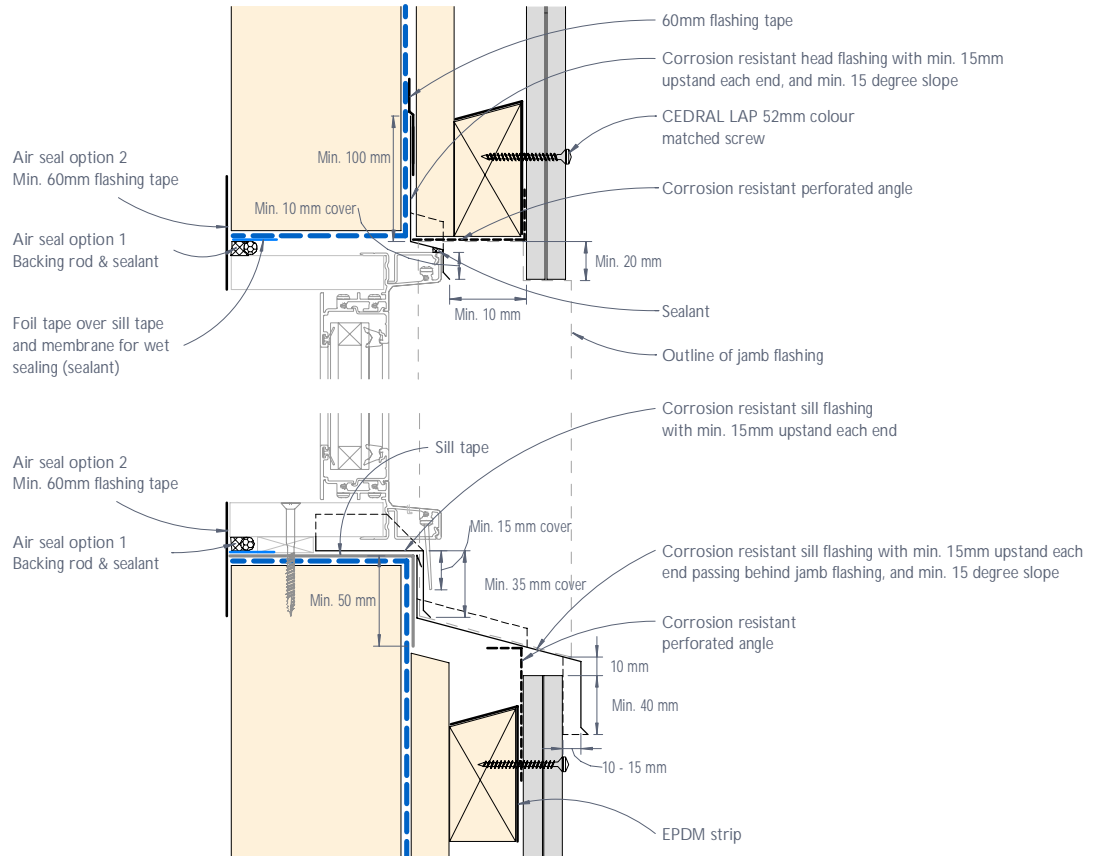 60mm flashing tape
Corrosion resistant head flashing with min. 15mm
upstand each end, and min. 15 degree slope
CEDRAL LAP 52mm colour
matched screw
Min. 100 mm
Air seal option 2
Min. 60mm flashing tape
Corrosion resistant perforated angle
Min. 10 mm cover
Air seal option 1
Backing rod & sealant
Min. 20 mm
Min. 10 mm
Sealant
Foil tape over sill tape
and membrane for wet
sealing (sealant)
Outline of jamb flashing
Corrosion resistant sill flashing
with min. 15mm upstand each end
Sill tape
Air seal option 2
Min. 60mm flashing tape
Min. 15 mm cover
Air seal option 1
Backing rod & sealant
Corrosion resistant sill flashing with min. 15mm upstand each
end passing behind jamb flashing, and min. 15 degree slope
Min. 35 mm cover
Min. 50 mm
Corrosion resistant
perforated angle
10 mm
Min. 40 mm
10 - 15 mm
EPDM strip